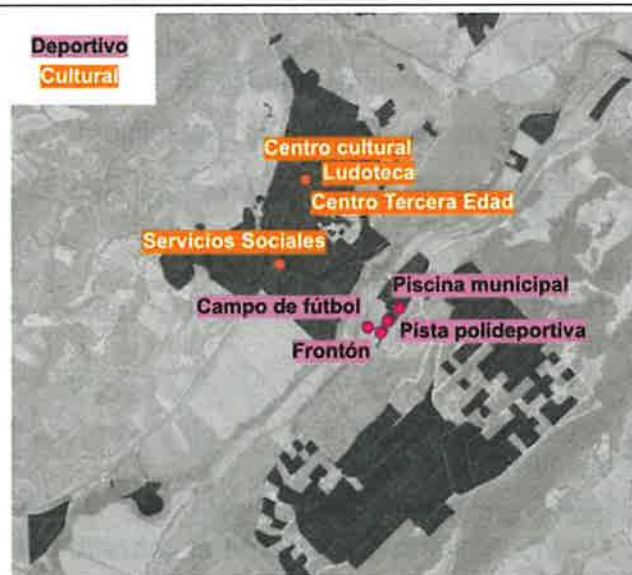 Deportivo
Cultural
Centro cultural
Ludoteca
Centro Tercera Edad
Servicios Sociales
Piscina municipal
Campo de fútbol
Pista polideportiva
Frontón